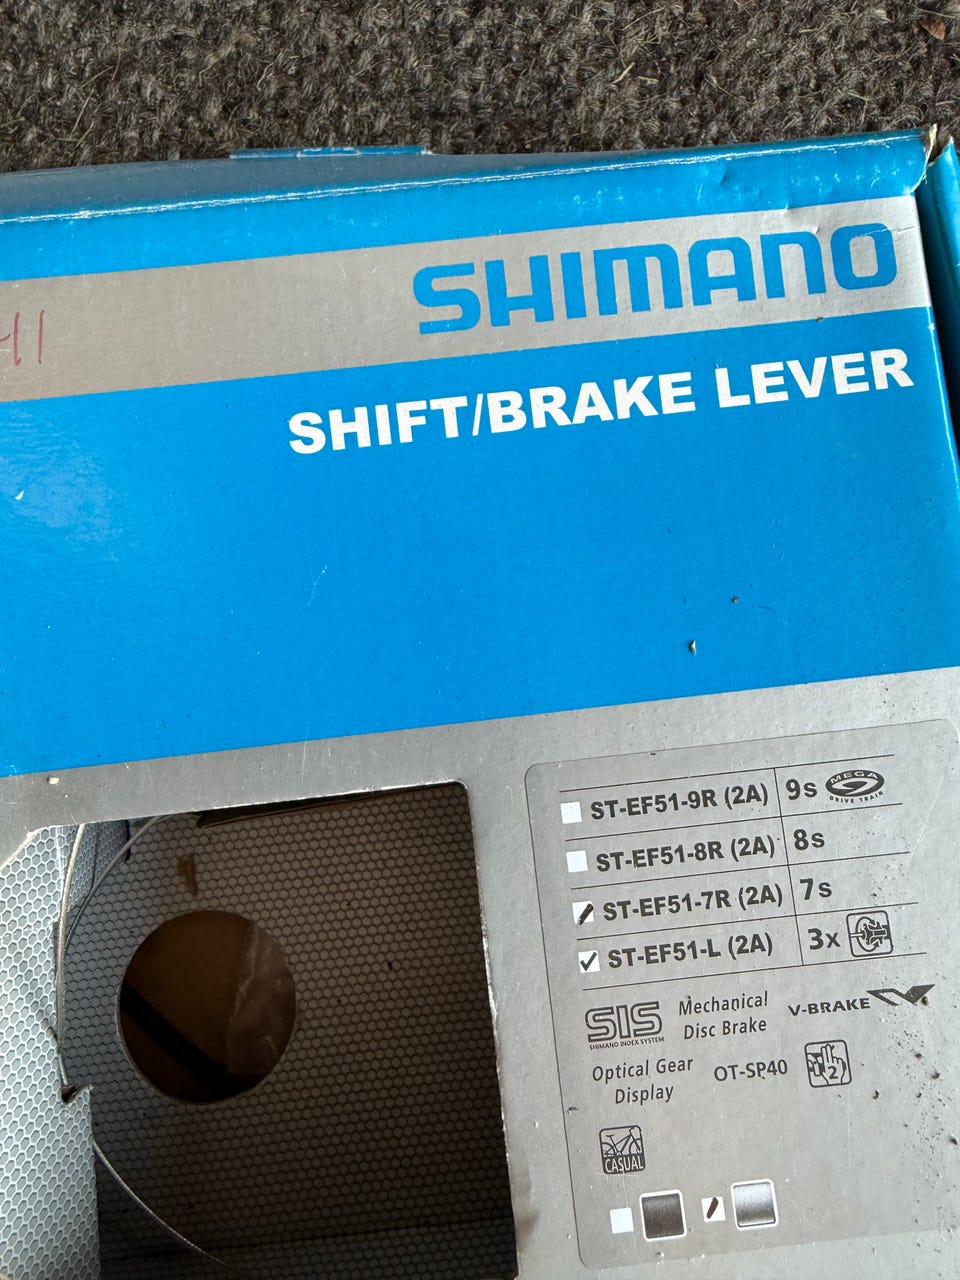 SHIMANO
11
SHIFT/BRAKE LEVER
ST-EF51-9R (2A) 9s MEGA
DRIVE TRAIN
ST-EF51-8R (2A) 8s
ST-EF51-7R (2A) 7s
ST-EF51-L (2A) 3x
SIS Mechanical V-BRAKE
SHIMANO INDEX SYSTEM Disc Brake
Optical Gear OT-SP40 2
Display
CASUAL